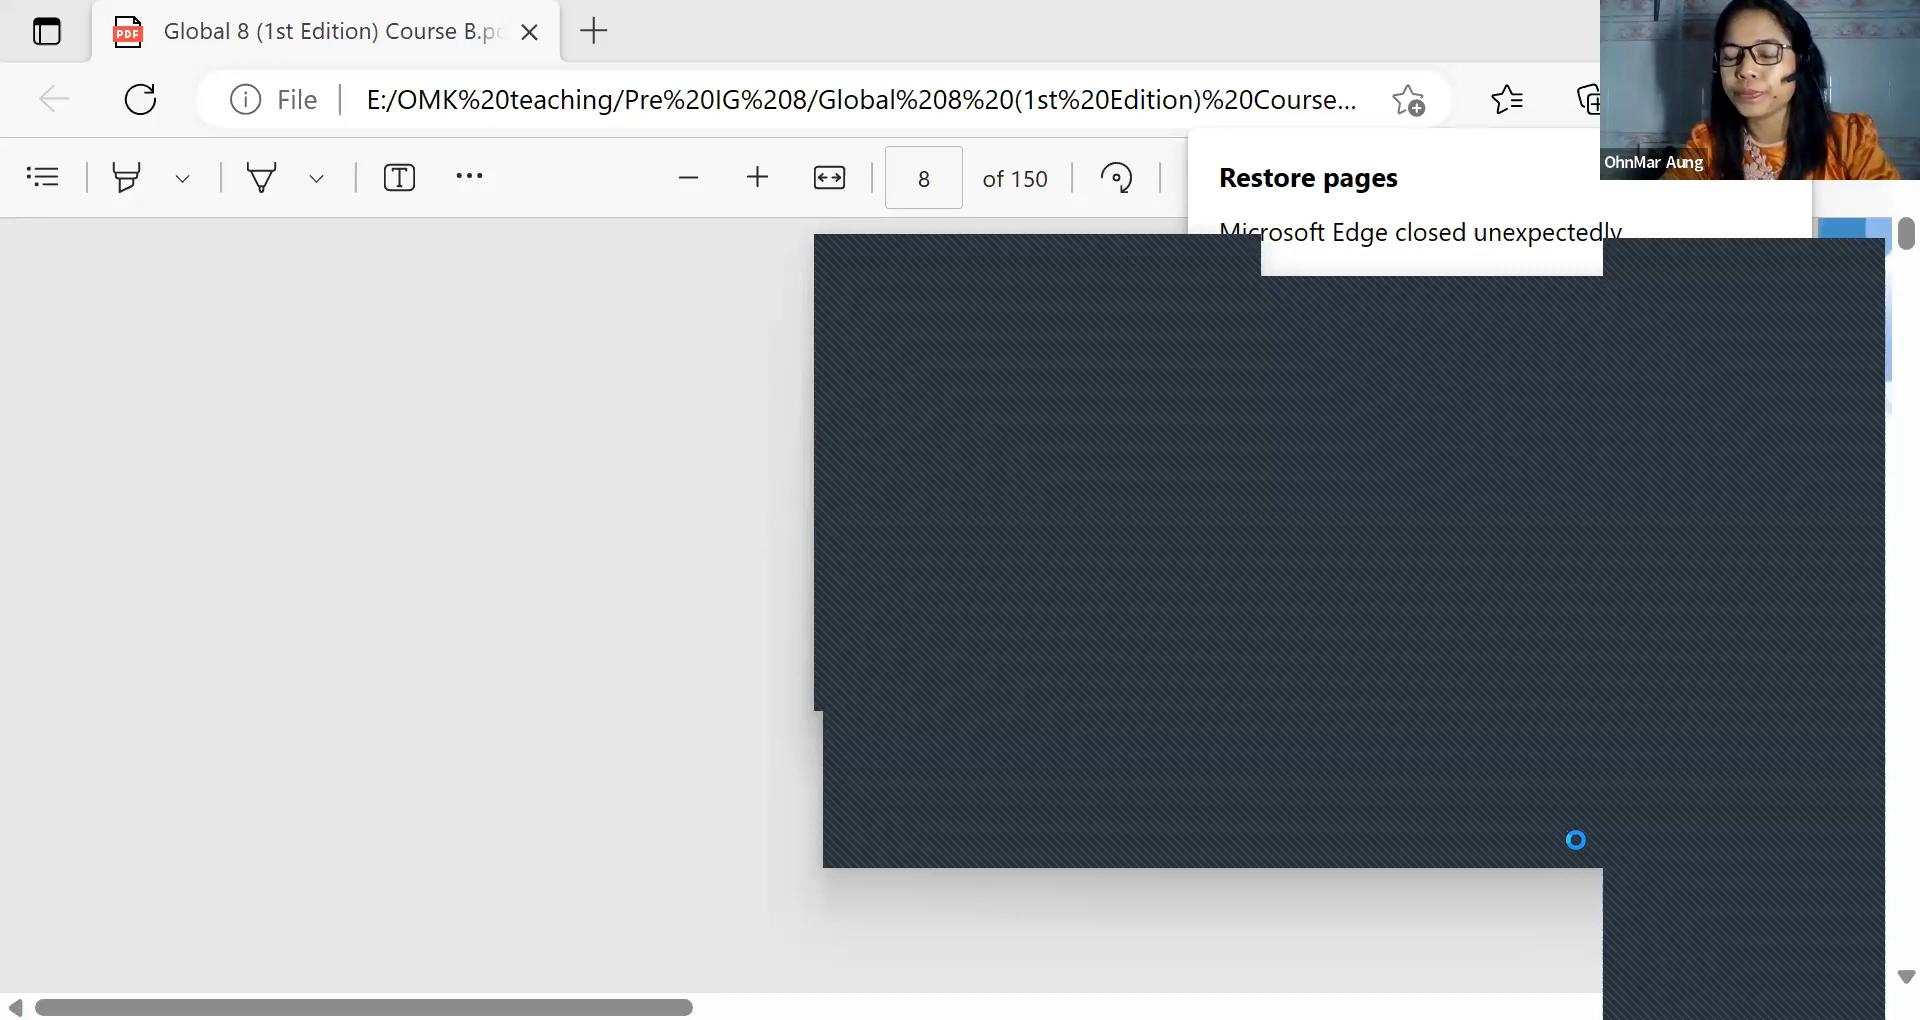 Global 8 (1st Edition) Course B.p
File
E:/OMK%20teaching/Pre%20IG%208/Global%208%20(1st%20Edition)%20Course...
OhnMar Aung
8 of 150
Restore pages
Microsoft Edge closed unexpectedly